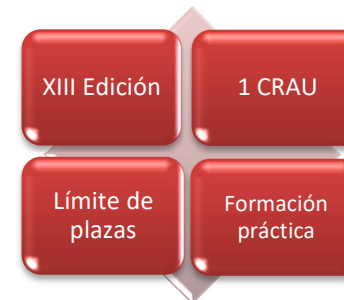 XIII Edición
1 CRAU
Límite de
plazas
Formación
práctica